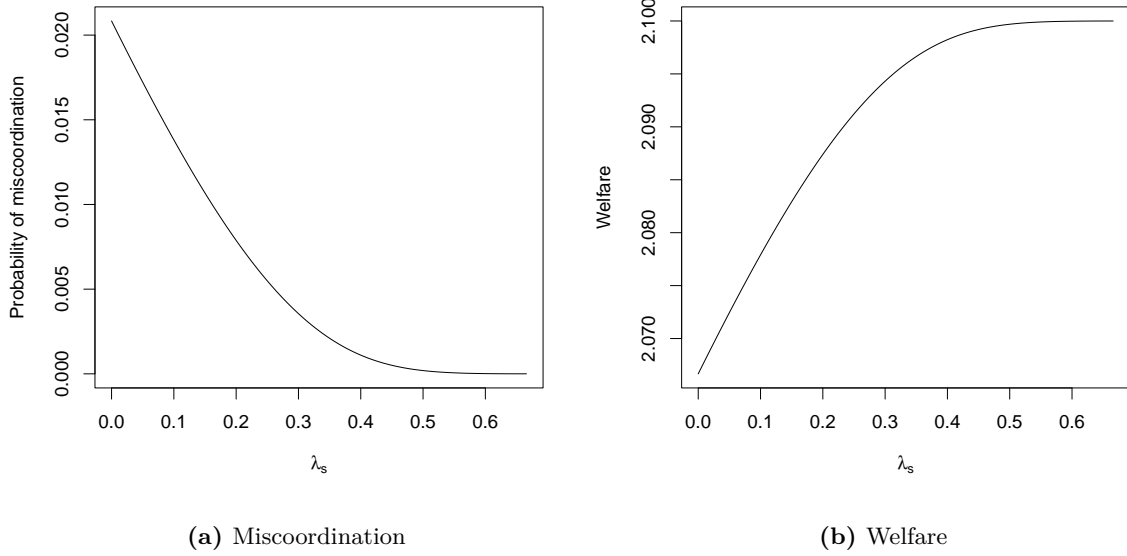 0.000 0.005 0.010 0.015 0.020
Probability of miscoordination
0.0 0.1 0.2 0.3 0.4 0.5 0.6
λs
(a) Miscoordination
2.070 2.080 2.090 2.100
Welfare
0.0 0.1 0.2 0.3 0.4 0.5 0.6
λs
(b) Welfare